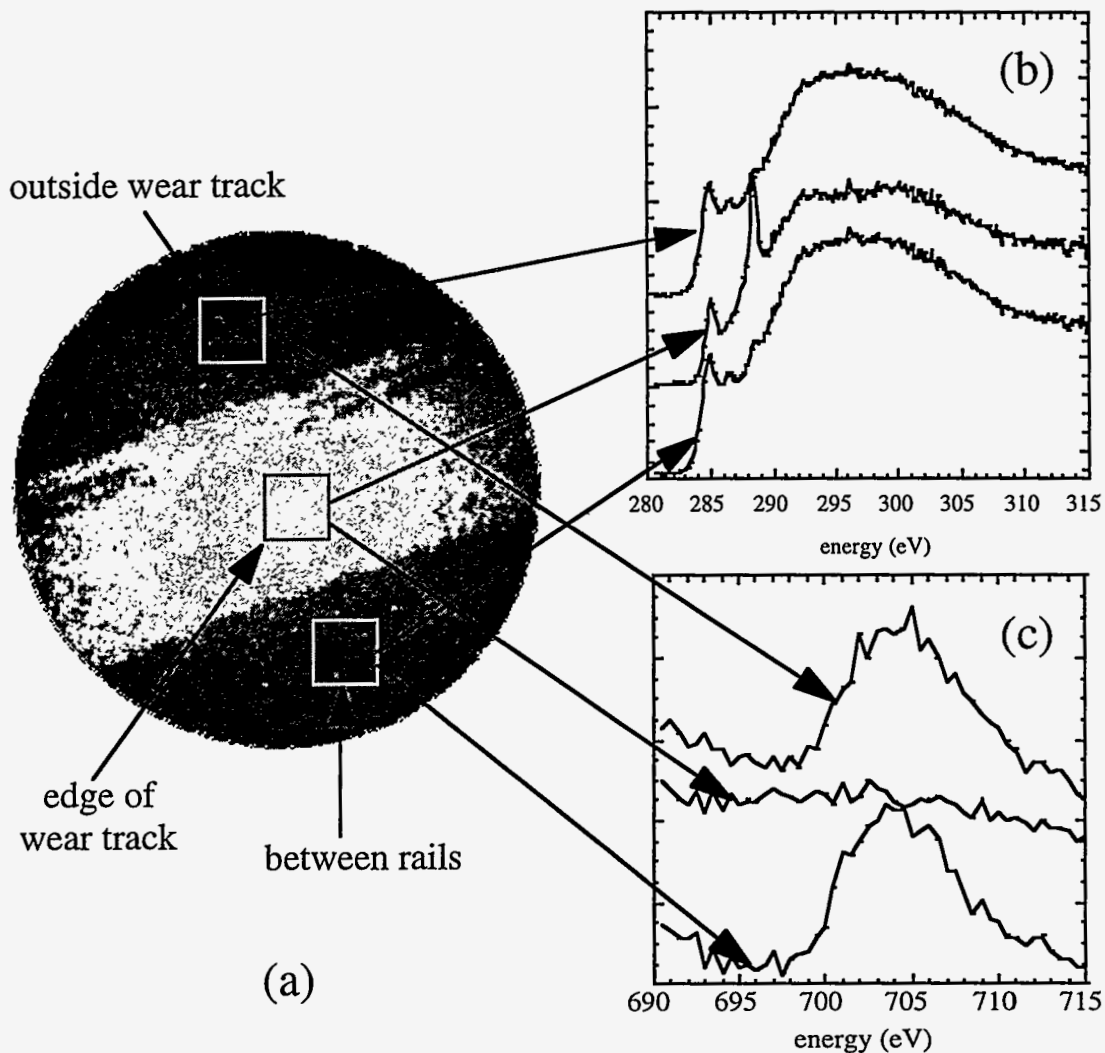 outside wear track
edge of
wear track
between rails
(a)
(b)
280 285 290 295 300 305 310 315
energy (eV)
(c)
690 695 700 705 710 715
energy (eV)